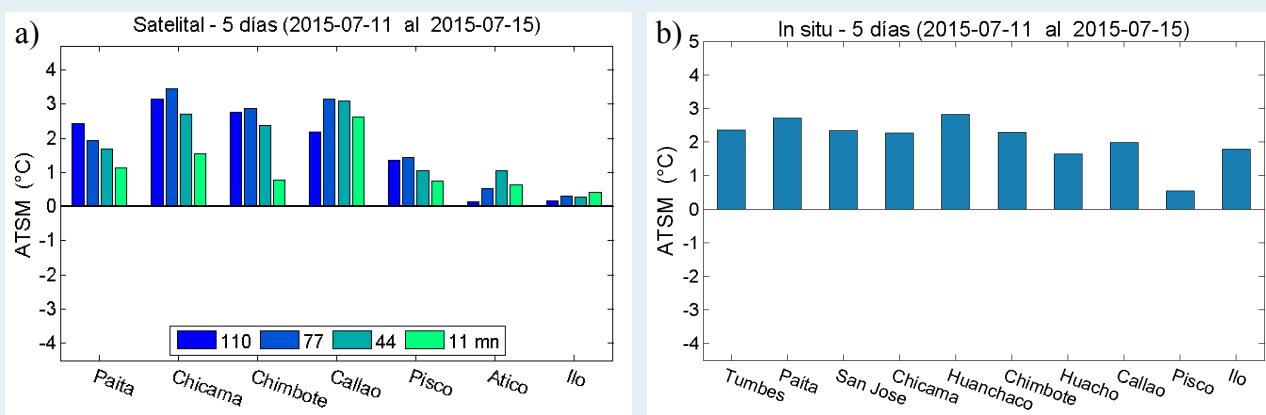 a)
Satelital - 5 días (2015-07-11 al 2015-07-15)
ATSM (°C)
4
3
2
1
0
-1
-2
-3
-4
110 77 44 11 mn
Paita Chicama Chimbote Callao Pisco Atico Ilo
b)
In situ - 5 días (2015-07-11 al 2015-07-15)
ATSM (°C)
5
4
3
2
1
0
-1
-2
-3
-4
Tumbes Paita San Jose Chicama Huanchaco Chimbote Huacho Callao Pisco Ilo